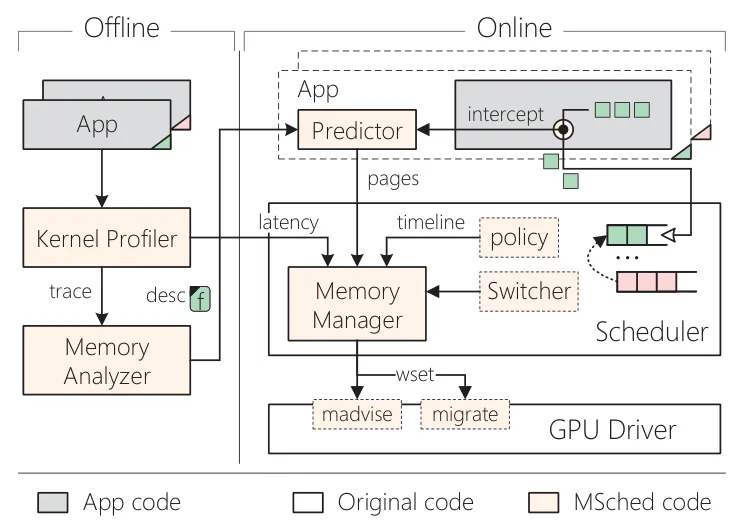 Offline
Online
App
App
intercept
Predictor
pages
Kernel Profiler
latency
timeline
policy
trace
desc f
Memory
Manager
Switcher
...
Scheduler
Memory
Analyzer
wset
madvise
migrate
GPU Driver
App code
Original code
MSched code